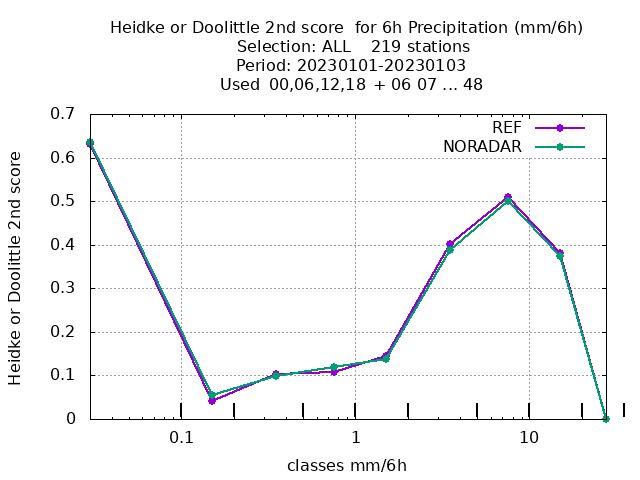 Heidke or Doolittle 2nd score  for 6h Precipitation (mm/6h)
Selection: ALL    219 stations
Period: 20230101-20230103
Used  00,06,12,18  + 06 07 ... 48
REF
NORADAR
Heidke or Doolittle 2nd score
0.7
0.6
0.5
0.4
0.3
0.2
0.1
0
0.1
1
10
classes mm/6h